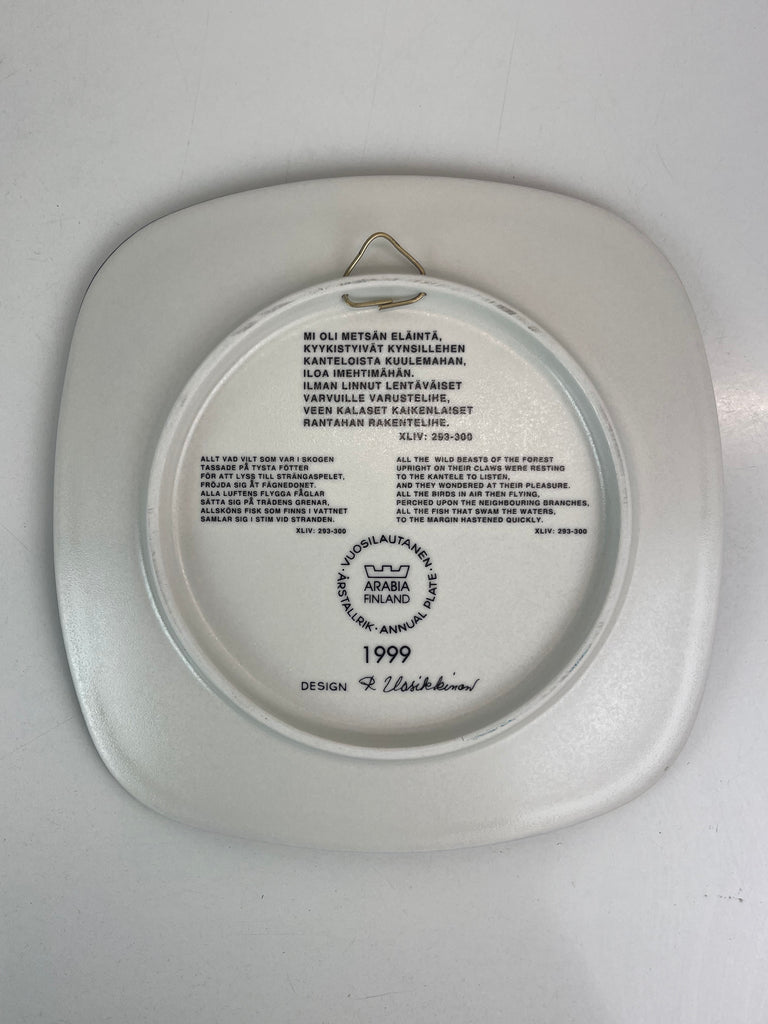 MI OLI METSÄN ELÄINTÄ,
KYYKISTYIVÄT KYNSILLEHEN
KANTELOISTA KUULEMAHAN,
ILOA IMEHTIMÄHÄN.
ILMAN LINNUT LENTÄVÄISET
VARVUILLE VARUSTELIHE,
VEEN KALASET KAIKENLAISET
RANTAHAN RAKENTELIHE.
XLIV: 293-300
ALLT VAD VILT SOM VAR I SKOGEN
TASSADE PÅ TYSTA FÖTTER
FÖR ATT LYSS TILL STRÄNGASPELET,
FRÖJDA SIG ÅT FÄGNEDONET.
ALLA LUFTENS FLYGGA FÅGLAR
SÄTTA SIG PÅ TRÄDENS GRENAR,
ALLSKÖNS FISK SOM FINNS I VATTNET
SAMLAR SIG I STIM VID STRANDEN.
XLIV: 293-300
ALL THE WILD BEASTS OF THE FOREST
UPRIGHT ON THEIR CLAWS WERE RESTING
TO THE KANTELE TO LISTEN,
AND THEY WONDERED AT THEIR PLEASURE.
ALL THE BIRDS IN AIR THEN FLYING,
PERCHED UPON THE NEIGHBOURING BRANCHES,
ALL THE FISH THAT SWAM THE WATERS,
TO THE MARGIN HASTENED QUICKLY.
XLIV: 293-300
· VUOSILAUTANEN · ANNUAL PLATE · ÅRSTALLRIK
ARABIA
FINLAND
1999
DESIGN R Uosikkinen